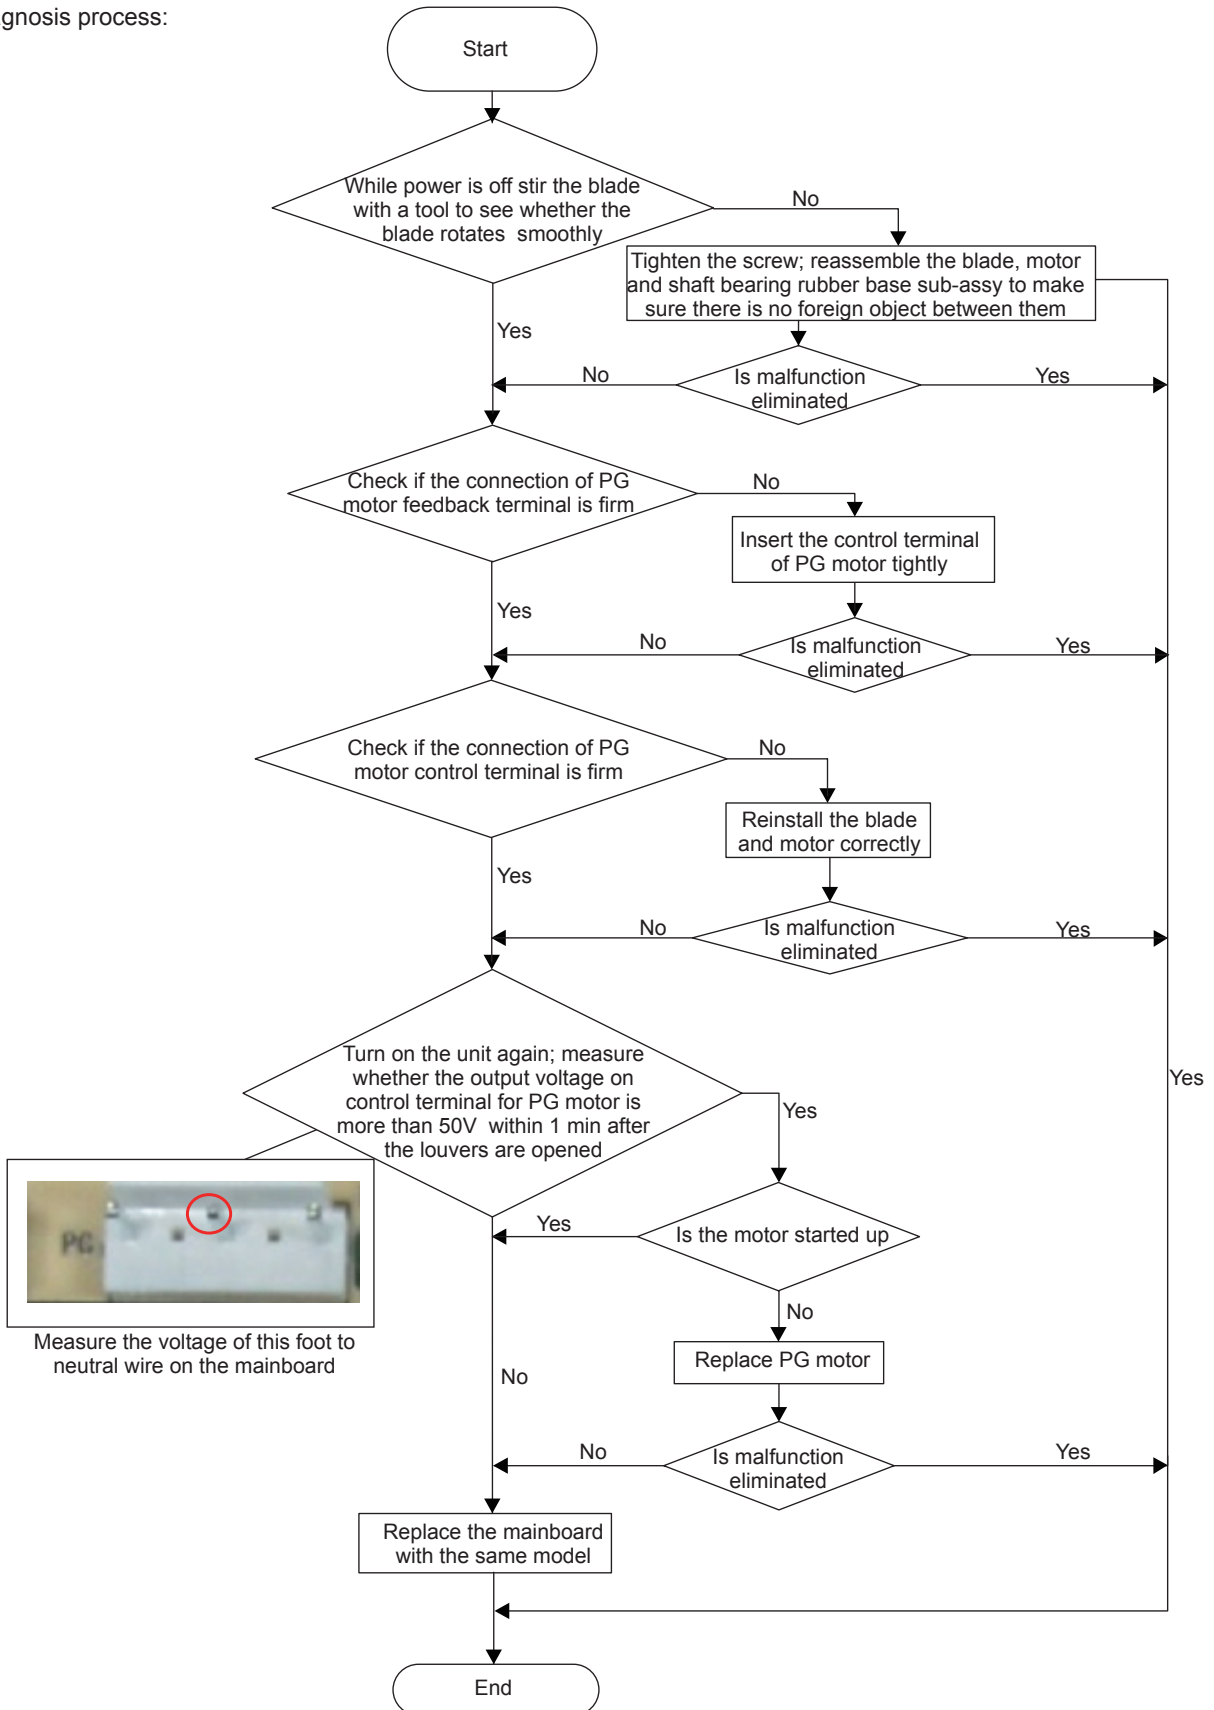 gnosis process:
Start
While power is off stir the blade
with a tool to see whether the
blade rotates smoothly
No
Tighten the screw; reassemble the blade, motor
and shaft bearing rubber base sub-assy to make
sure there is no foreign object between them
Yes
No
Is malfunction
eliminated
Yes
Check if the connection of PG
motor feedback terminal is firm
No
Insert the control terminal
of PG motor tightly
Yes
No
Is malfunction
eliminated
Yes
Check if the connection of PG
motor control terminal is firm
No
Reinstall the blade
and motor correctly
Yes
No
Is malfunction
eliminated
Yes
Turn on the unit again; measure
whether the output voltage on
control terminal for PG motor is
more than 50V within 1 min after
the louvers are opened
Yes
Yes
PG
Yes
Is the motor started up
No
Measure the voltage of this foot to
neutral wire on the mainboard
Replace PG motor
No
No
Is malfunction
eliminated
Yes
Replace the mainboard
with the same model
End